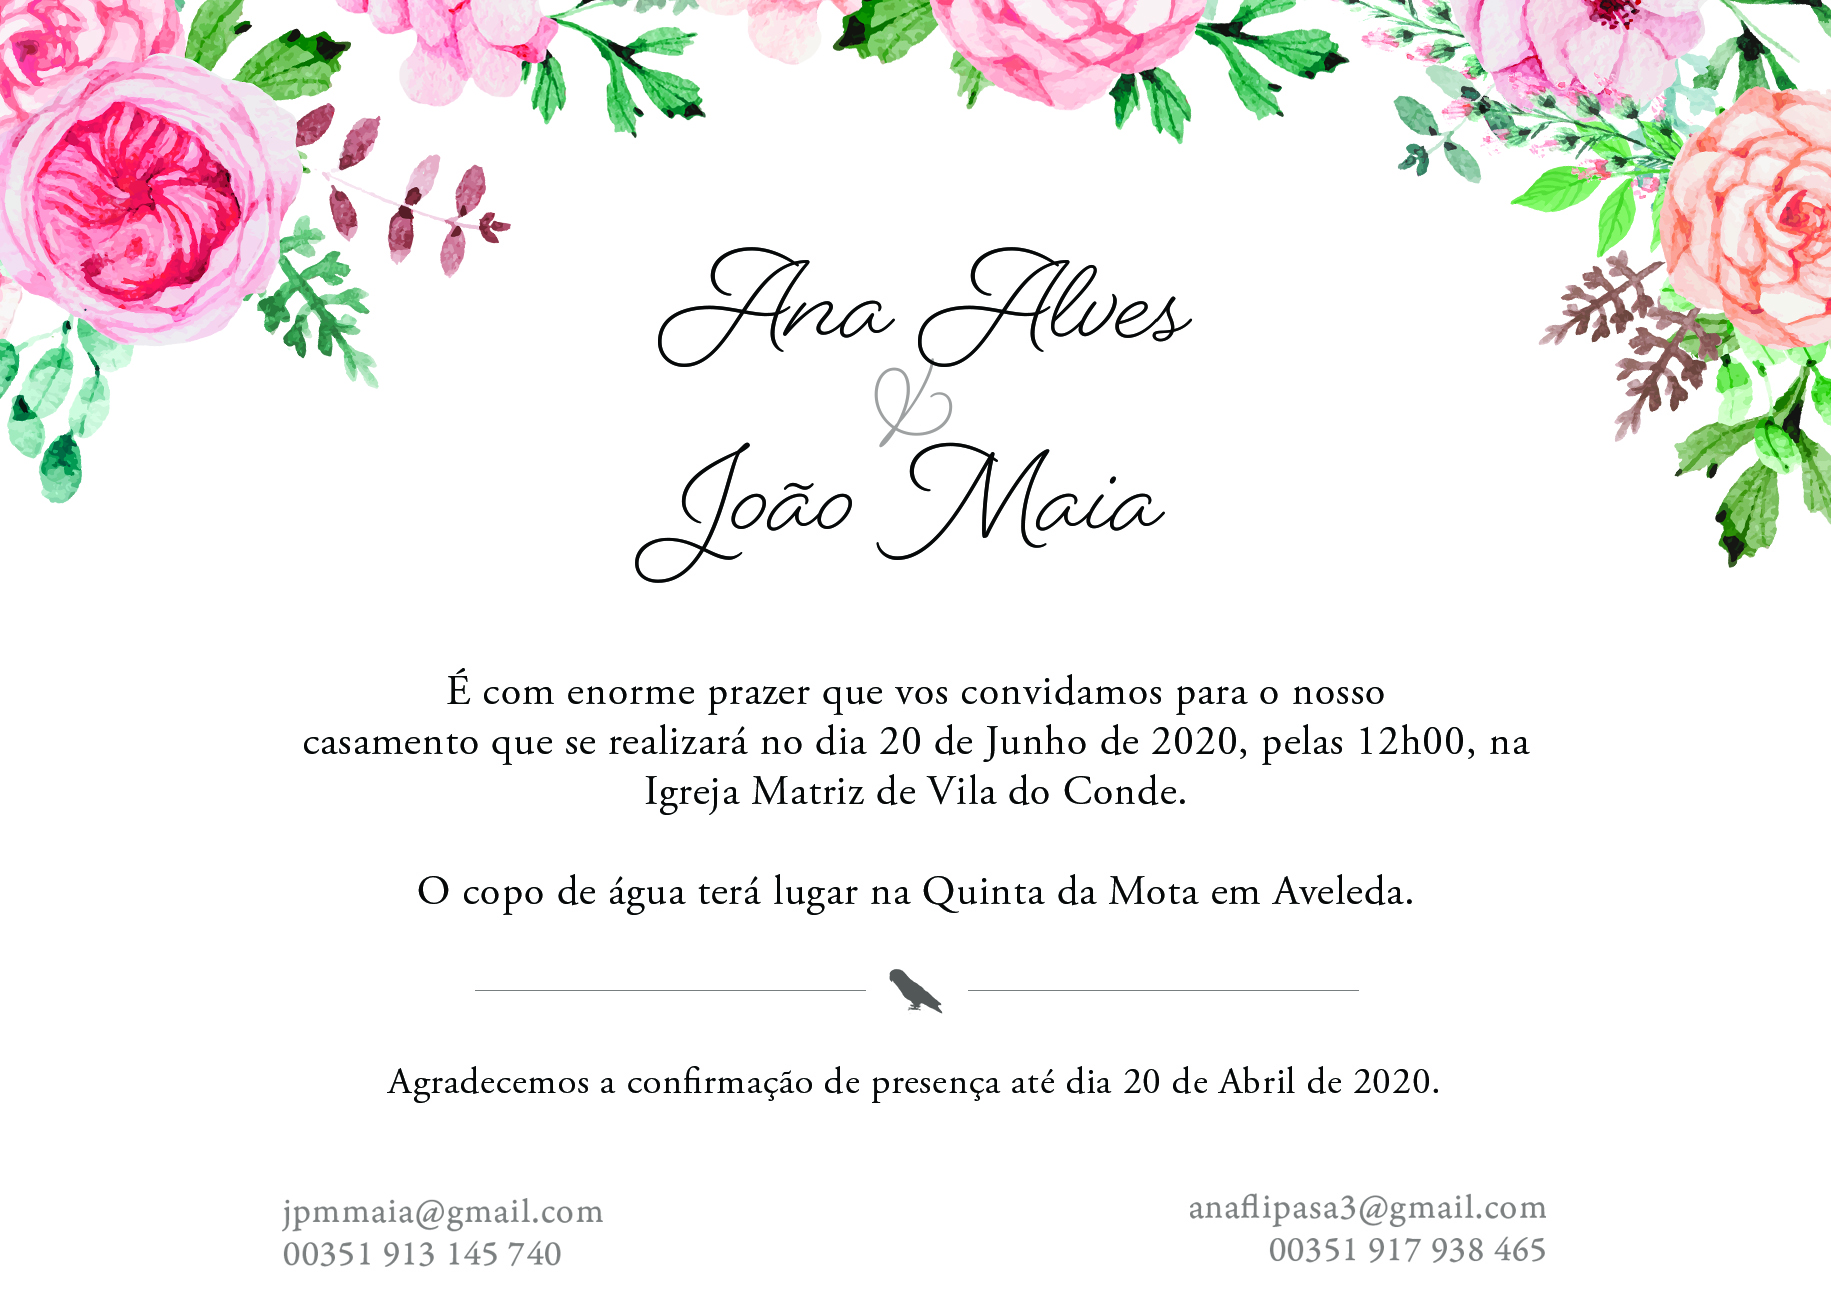 Ana Alves
&
João Maia
É com enorme prazer que vos convidamos para o nosso
casamento que se realizará no dia 20 de Junho de 2020, pelas 12h00, na
Igreja Matriz de Vila do Conde.
O copo de água terá lugar na Quinta da Mota em Aveleda.
Agradecemos a confirmação de presença até dia 20 de Abril de 2020.
jpmmaia@gmail.com
00351 913 145 740
anaflipasa3@gmail.com
00351 917 938 465